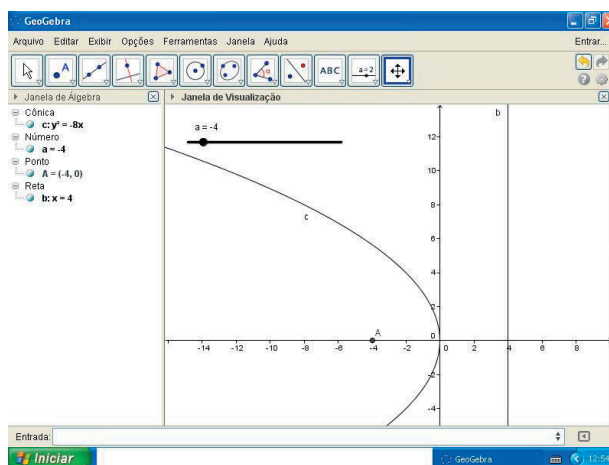 GeoGebra
Arquivo Editar Exibir Opções Ferramentas Janela Ajuda
Entrar...
A
ABC
a=2
Janela de Álgebra
Cônica
c: y² = -8x
Número
a = -4
Ponto
A = (-4, 0)
Reta
b: x = 4
Janela de Visualização
a = -4
b
c
A
12
10
8
6
4
2
0
-2
-4
-14 -12 -10 -8 -6 -4 -2 0 2 4 6 8
Entrada:
Iniciar
GeoGebra
12:54